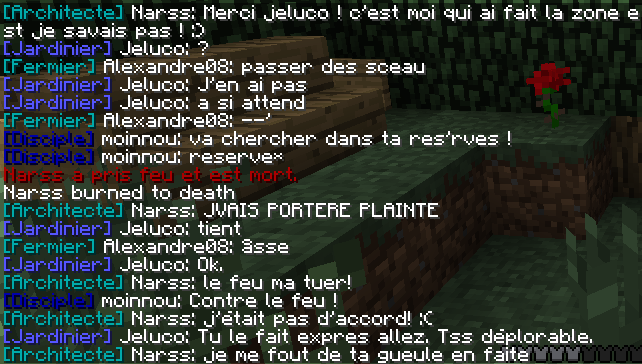 [Architecte] Narss: Merci jeluco ! c'est moi qui ai fait la zone e
st je savais pas ! :)
[Jardinier] Jeluco: ?
[Fermier] Alexandre08: passer des sceau
[Jardinier] Jeluco: J'en ai pas
[Jardinier] Jeluco: a si attend
[Fermier] Alexandre08: --'
[Disciple] moinnou: va chercher dans ta res'rves !
[Disciple] moinnou: reserve*
Narss a pris feu et est mort.
Narss burned to death
[Architecte] Narss: JVAIS PORTERE PLAINTE
[Jardinier] Jeluco: tient
[Fermier] Alexandre08: âsse
[Jardinier] Jeluco: Ok.
[Architecte] Narss: le feu ma tuer!
[Disciple] moinnou: Contre le feu !
[Architecte] Narss: j'était pas d'accord! :(
[Jardinier] Jeluco: Tu le fait expres allez. Tss déplorable.
[Architecte] Narss: je me fout de ta gueule en faite